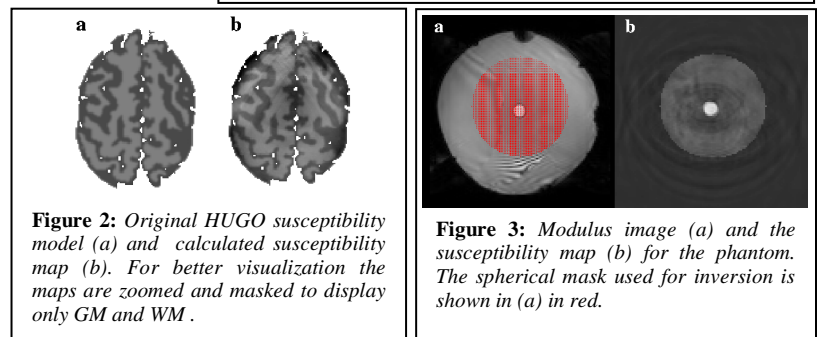 a
b
Figure 2: Original HUGO susceptibility
model (a) and calculated susceptibility
map (b). For better visualization the
maps are zoomed and masked to display
only GM and WM .
a
b
Figure 3: Modulus image (a) and the
susceptibility map (b) for the phantom.
The spherical mask used for inversion is
shown in (a) in red.